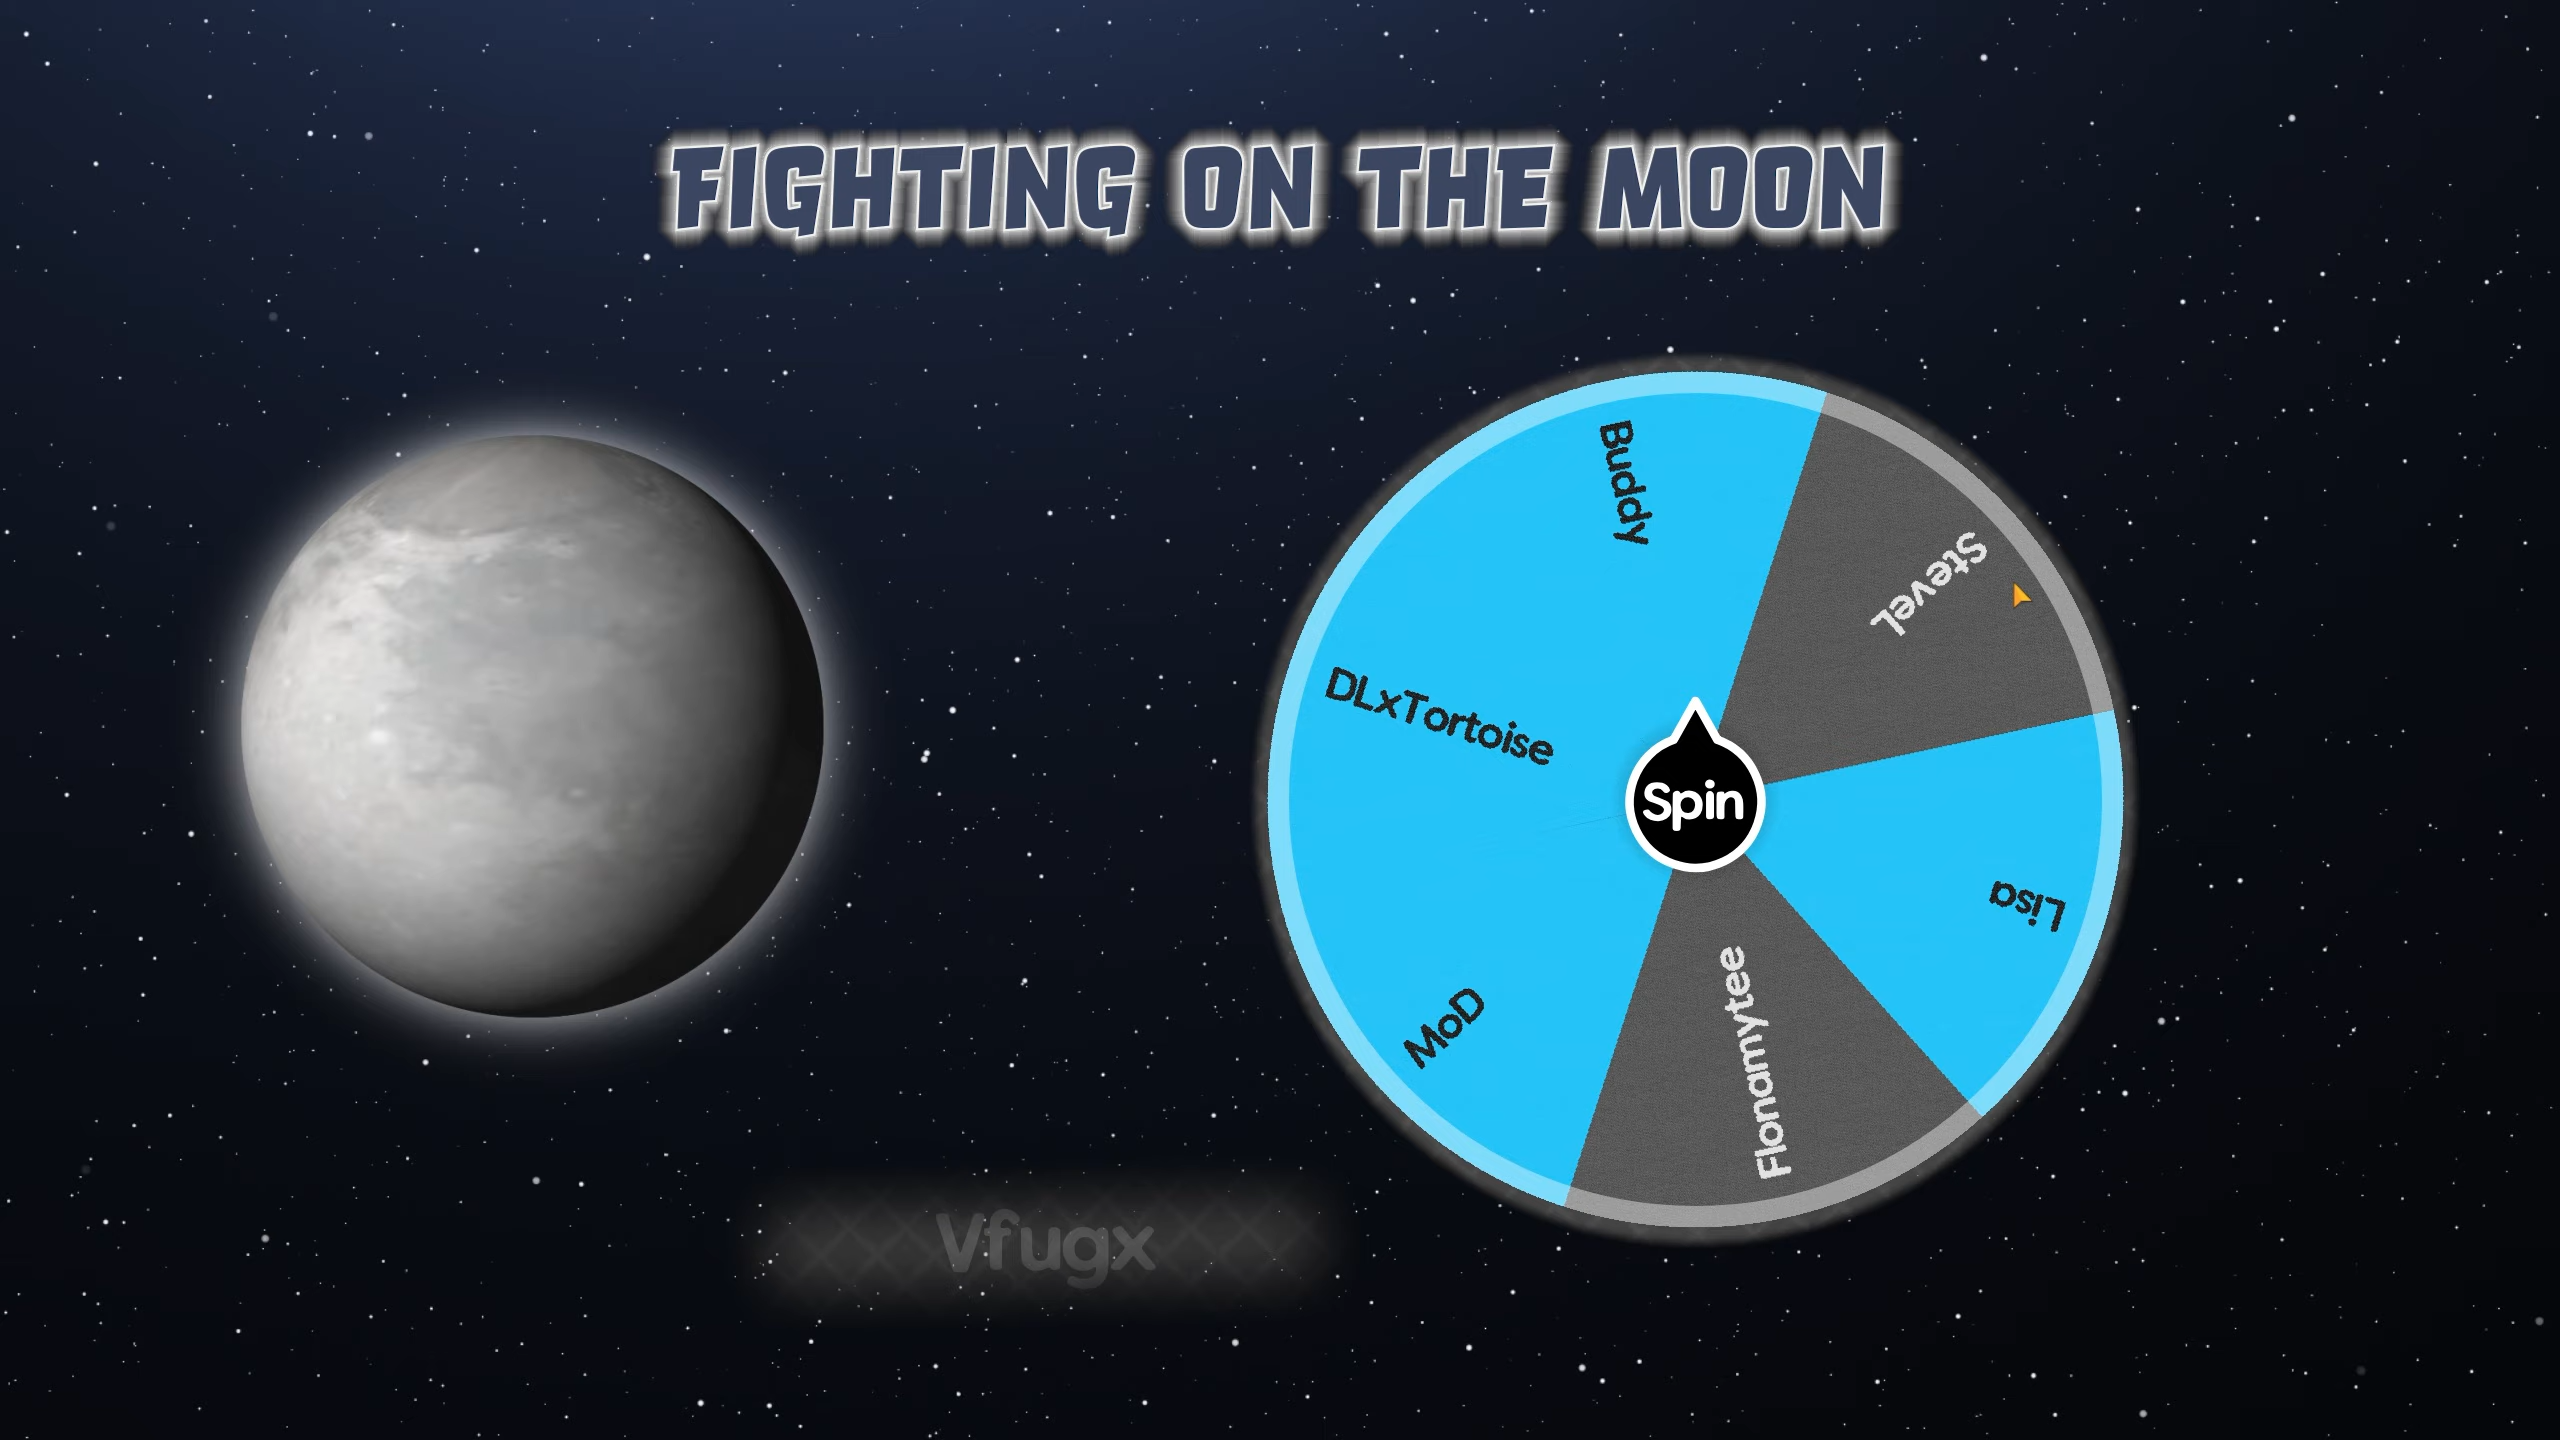 FIGHTING ON THE MOON
Buddy
SteveL
DLxTortoise
Spin
Lisa
MoD
Flonamytee
Vfugx